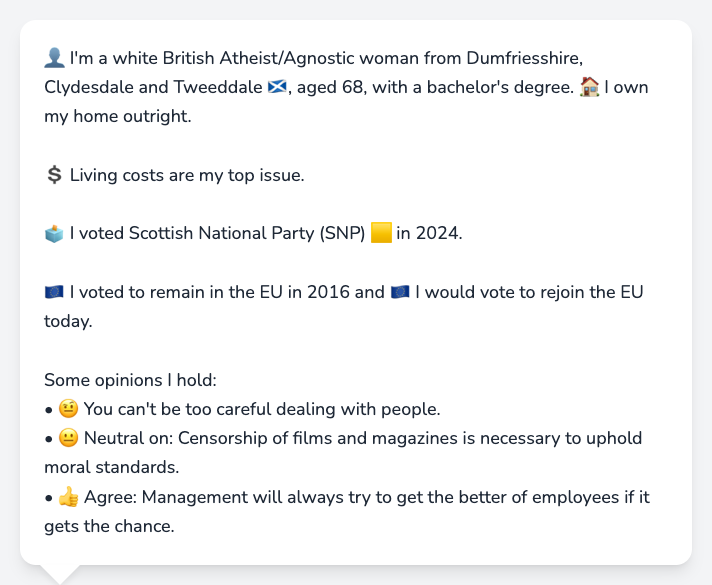 👤 I'm a white British Atheist/Agnostic woman from Dumfriesshire,
Clydesdale and Tweeddale 🏴󠁧󠁢󠁳󠁣󠁴󠁿, aged 68, with a bachelor's degree. 🏠 I own
my home outright.
💲 Living costs are my top issue.
🗳️ I voted Scottish National Party (SNP) 🟨 in 2024.
🇪🇺 I voted to remain in the EU in 2016 and 🇪🇺 I would vote to rejoin the EU
today.
Some opinions I hold:
• 🤨 You can't be too careful dealing with people.
• 😐 Neutral on: Censorship of films and magazines is necessary to uphold
moral standards.
• 👍 Agree: Management will always try to get the better of employees if it
gets the chance.